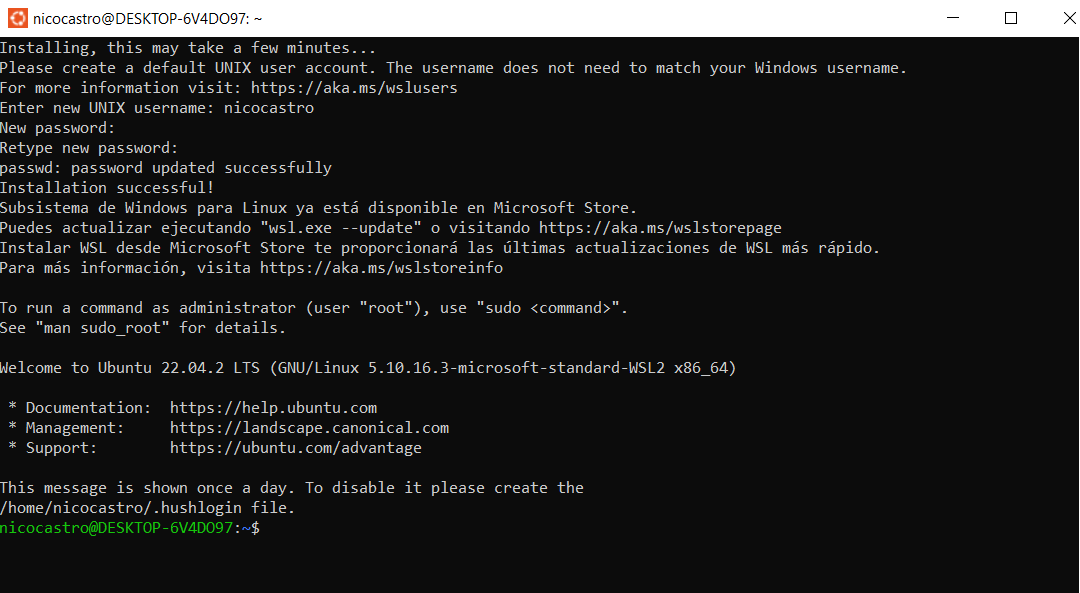 nicocastro@DESKTOP-6V4DO97: ~
Installing, this may take a few minutes...
Please create a default UNIX user account. The username does not need to match your Windows username.
For more information visit: https://aka.ms/wslusers
Enter new UNIX username: nicocastro
New password:
Retype new password:
passwd: password updated successfully
Installation successful!
Subsistema de Windows para Linux ya está disponible en Microsoft Store.
Puedes actualizar ejecutando "wsl.exe --update" o visitando https://aka.ms/wslstorepage
Instalar WSL desde Microsoft Store te proporcionará las últimas actualizaciones de WSL más rápido.
Para más información, visita https://aka.ms/wslstoreinfo
To run a command as administrator (user "root"), use "sudo <command>".
See "man sudo_root" for details.
Welcome to Ubuntu 22.04.2 LTS (GNU/Linux 5.10.16.3-microsoft-standard-WSL2 x86_64)
* Documentation:  https://help.ubuntu.com
* Management:     https://landscape.canonical.com
* Support:        https://ubuntu.com/advantage
This message is shown once a day. To disable it please create the
/home/nicocastro/.hushlogin file.
nicocastro@DESKTOP-6V4DO97:~$